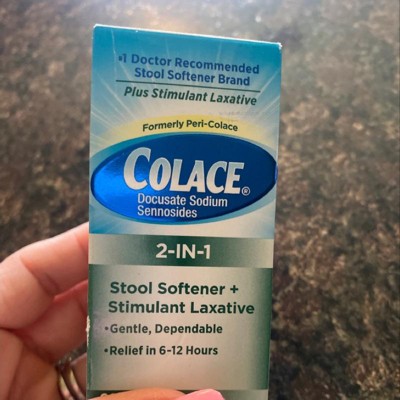 #1 Doctor Recommended
Stool Softener Brand
Plus Stimulant Laxative
Formerly Peri-Colace
COLACE®
Docusate Sodium
Sennosides
2-IN-1
Stool Softener +
Stimulant Laxative
•Gentle, Dependable
•Relief in 6-12 Hours